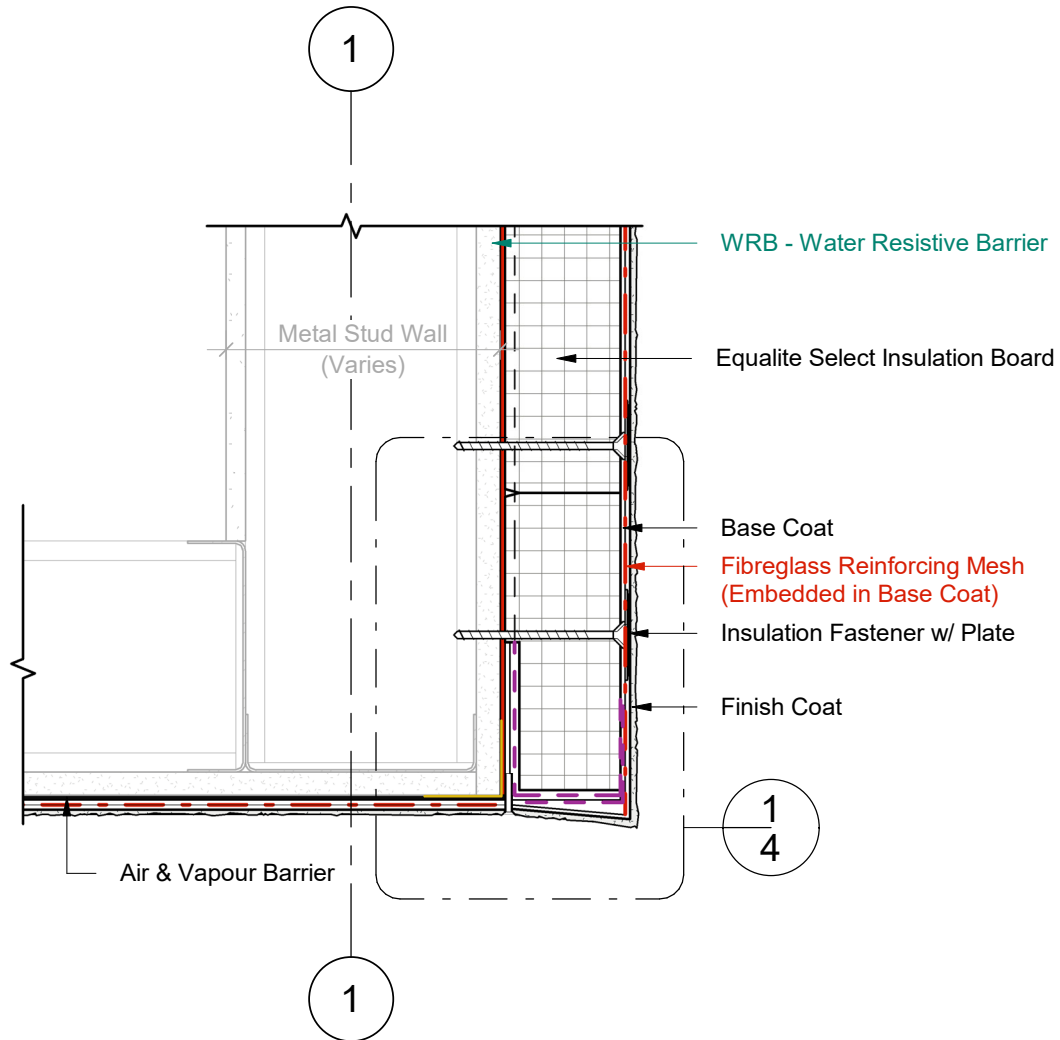 1
WRB - Water Resistive Barrier
Metal Stud Wall
(Varies)
Equalite Select Insulation Board
Base Coat
Fibreglass Reinforcing Mesh
(Embedded in Base Coat)
Insulation Fastener w/ Plate
Finish Coat
1
4
Air & Vapour Barrier
1